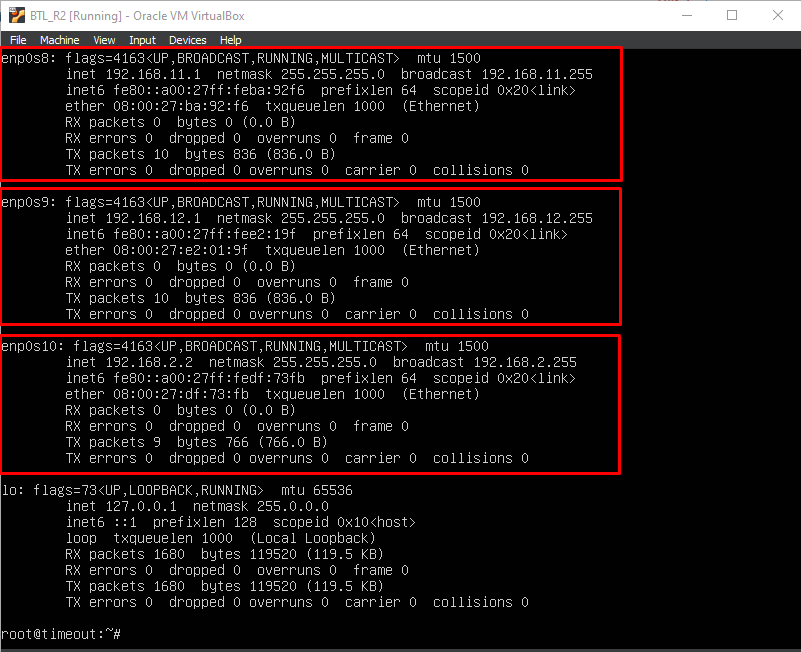 BTL_R2 [Running] - Oracle VM VirtualBox
File Machine View Input Devices Help
enp0s8: flags=4163<UP,BROADCAST,RUNNING,MULTICAST>  mtu 1500
        inet 192.168.11.1  netmask 255.255.255.0  broadcast 192.168.11.255
        inet6 fe80::a00:27ff:feba:92f6  prefixlen 64  scopeid 0x20<link>
        ether 08:00:27:ba:92:f6  txqueuelen 1000  (Ethernet)
        RX packets 0  bytes 0 (0.0 B)
        RX errors 0  dropped 0  overruns 0  frame 0
        TX packets 10  bytes 836 (836.0 B)
        TX errors 0  dropped 0 overruns 0  carrier 0  collisions 0
enp0s9: flags=4163<UP,BROADCAST,RUNNING,MULTICAST>  mtu 1500
        inet 192.168.12.1  netmask 255.255.255.0  broadcast 192.168.12.255
        inet6 fe80::a00:27ff:fee2:19f  prefixlen 64  scopeid 0x20<link>
        ether 08:00:27:e2:01:9f  txqueuelen 1000  (Ethernet)
        RX packets 0  bytes 0 (0.0 B)
        RX errors 0  dropped 0  overruns 0  frame 0
        TX packets 10  bytes 836 (836.0 B)
        TX errors 0  dropped 0 overruns 0  carrier 0  collisions 0
enp0s10: flags=4163<UP,BROADCAST,RUNNING,MULTICAST>  mtu 1500
        inet 192.168.2.2  netmask 255.255.255.0  broadcast 192.168.2.255
        inet6 fe80::a00:27ff:fedf:73fb  prefixlen 64  scopeid 0x20<link>
        ether 08:00:27:df:73:fb  txqueuelen 1000  (Ethernet)
        RX packets 0  bytes 0 (0.0 B)
        RX errors 0  dropped 0  overruns 0  frame 0
        TX packets 9  bytes 766 (766.0 B)
        TX errors 0  dropped 0 overruns 0  carrier 0  collisions 0
lo: flags=73<UP,LOOPBACK,RUNNING>  mtu 65536
        inet 127.0.0.1  netmask 255.0.0.0
        inet6 ::1  prefixlen 128  scopeid 0x10<host>
        loop  txqueuelen 1000  (Local Loopback)
        RX packets 1680  bytes 119520 (119.5 KB)
        RX errors 0  dropped 0  overruns 0  frame 0
        TX packets 1680  bytes 119520 (119.5 KB)
        TX errors 0  dropped 0 overruns 0  carrier 0  collisions 0
root@timeout:~#